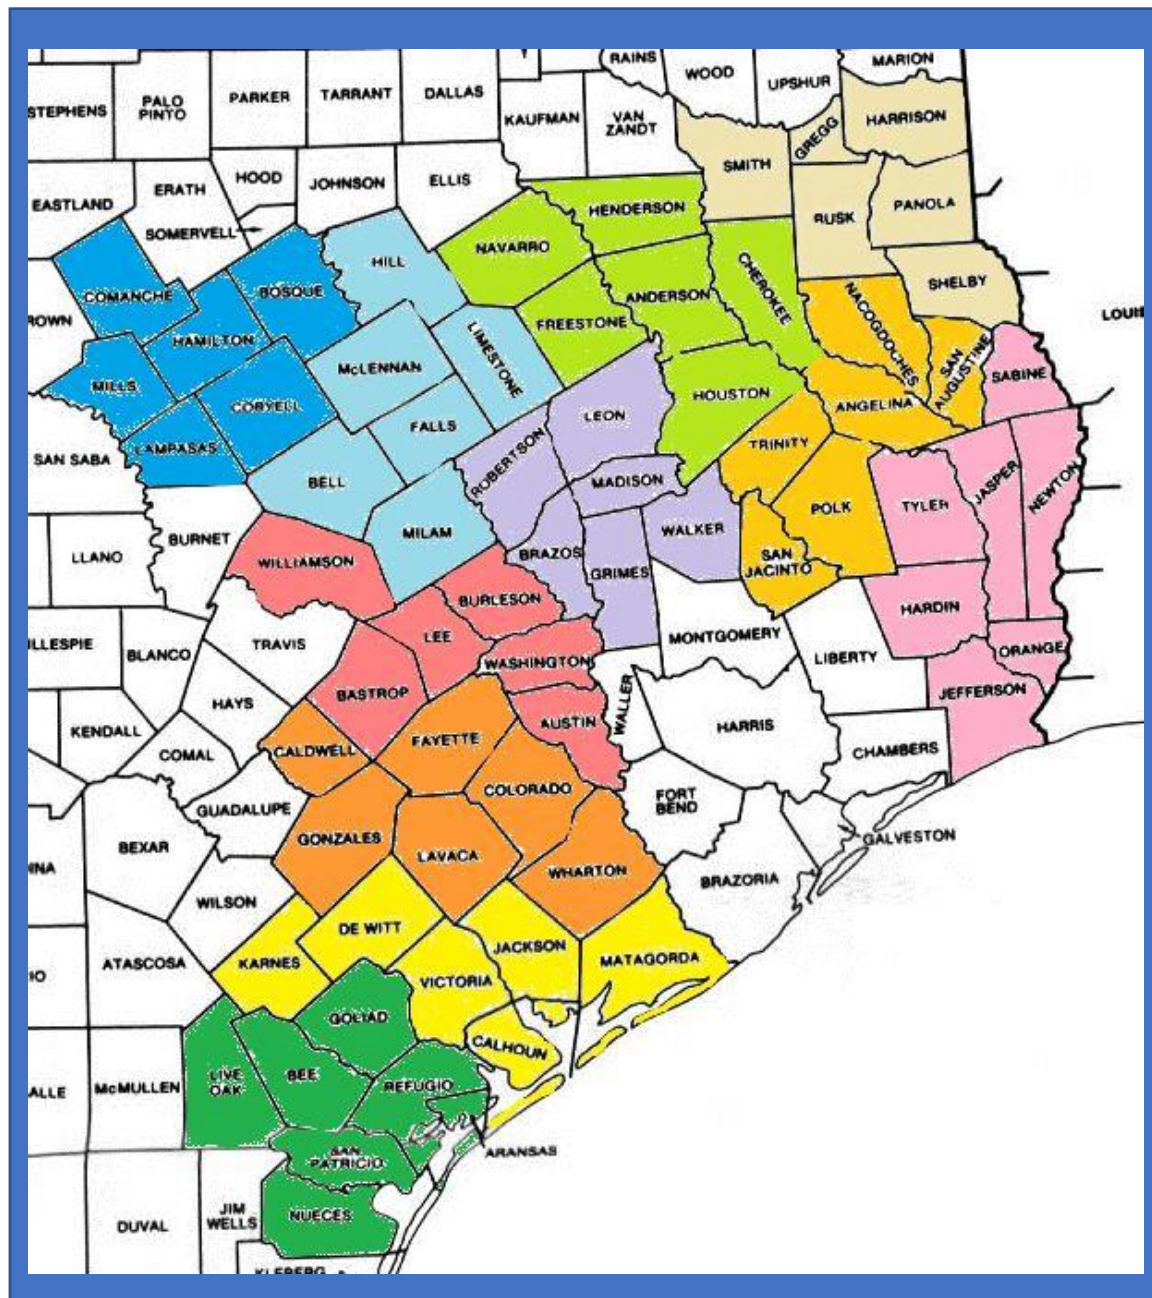 RAINS
WOOD
MARION
UPSHUR
STEPHENS
PALO
PINTO
PARKER
TARRANT
DALLAS
KAUFMAN
VAN
ZANDT
GREGG
HARRISON
SMITH
EASTLAND
ERATH
HOOD
JOHNSON
ELLIS
HENDERSON
RUSK
PANOLA
SOMERVELL
NAVARRO
CHEROKEE
HILL
COMANCHE
BOSQUE
ANDERSON
NACOGDOCHES
SHELBY
ROWN
HAMILTON
LIMESTONE
FREESTONE
SAN
AUGUSTINE
LOUI
McLENNAN
SABINE
MILLS
CORYELL
LEON
HOUSTON
ANGELINA
FALLS
TRINITY
LAMPASAS
SAN SABA
BELL
ROBERTSON
MADISON
POLK
TYLER
JASPER
NEWTON
BURNET
MILAM
WALKER
LLANO
WILLIAMSON
BRAZOS
GRIMES
SAN
JACINTO
BURLESON
HARDIN
ILLESPIE
BLANCO
TRAVIS
LEE
WASHINGTON
MONTGOMERY
LIBERTY
ORANGE
BASTROP
HAYS
WALLER
JEFFERSON
KENDALL
COMAL
CALDWELL
FAYETTE
AUSTIN
HARRIS
CHAMBERS
GUADALUPE
COLORADO
FORT
BEND
BEXAR
GONZALES
GALVESTON
INA
LAVACA
WHARTON
BRAZORIA
WILSON
DE WITT
ATASCOSA
KARNES
JACKSON
MATAGORDA
IO
VICTORIA
GOLIAD
CALHOUN
ALLE
McMULLEN
LIVE
OAK
BEE
REFUGIO
ARANSAS
SAN
PATRICIO
DUVAL
JIM
WELLS
NUECES
KLEBERG